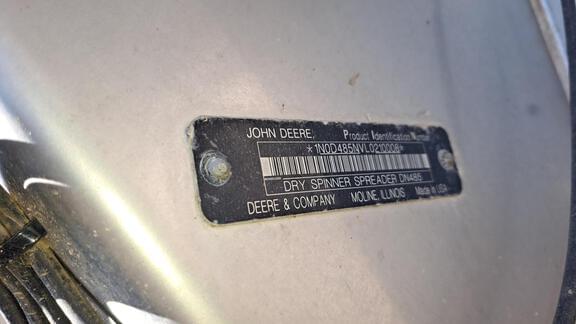 JOHN DEERE Product Identification Number
*1N0D485NVL0210008*
DRY SPINNER SPREADER DN485
DEERE & COMPANY MOLINE, ILLINOIS Made in USA